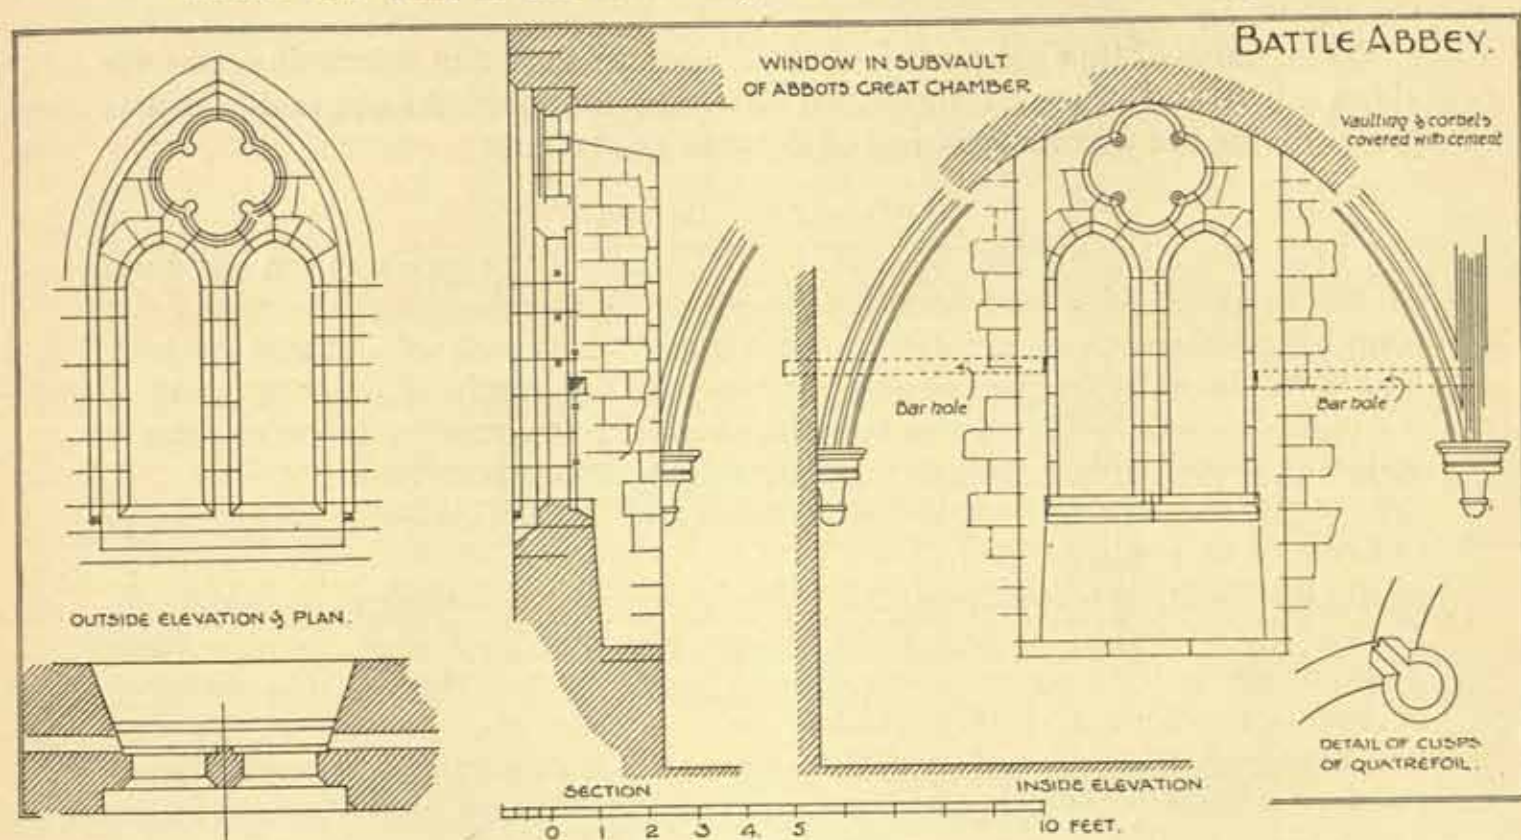 BATTLE ABBEY.
WINDOW IN SUBVAULT
OF ABBOTS GREAT CHAMBER
Vaulting & corbels
covered with cement
Bar hole
Bar hole
OUTSIDE ELEVATION & PLAN.
DETAIL OF CUSPS
OF QUATREFOIL.
SECTION
INSIDE ELEVATION
0 1 2 3 4. 5 10 FEET.